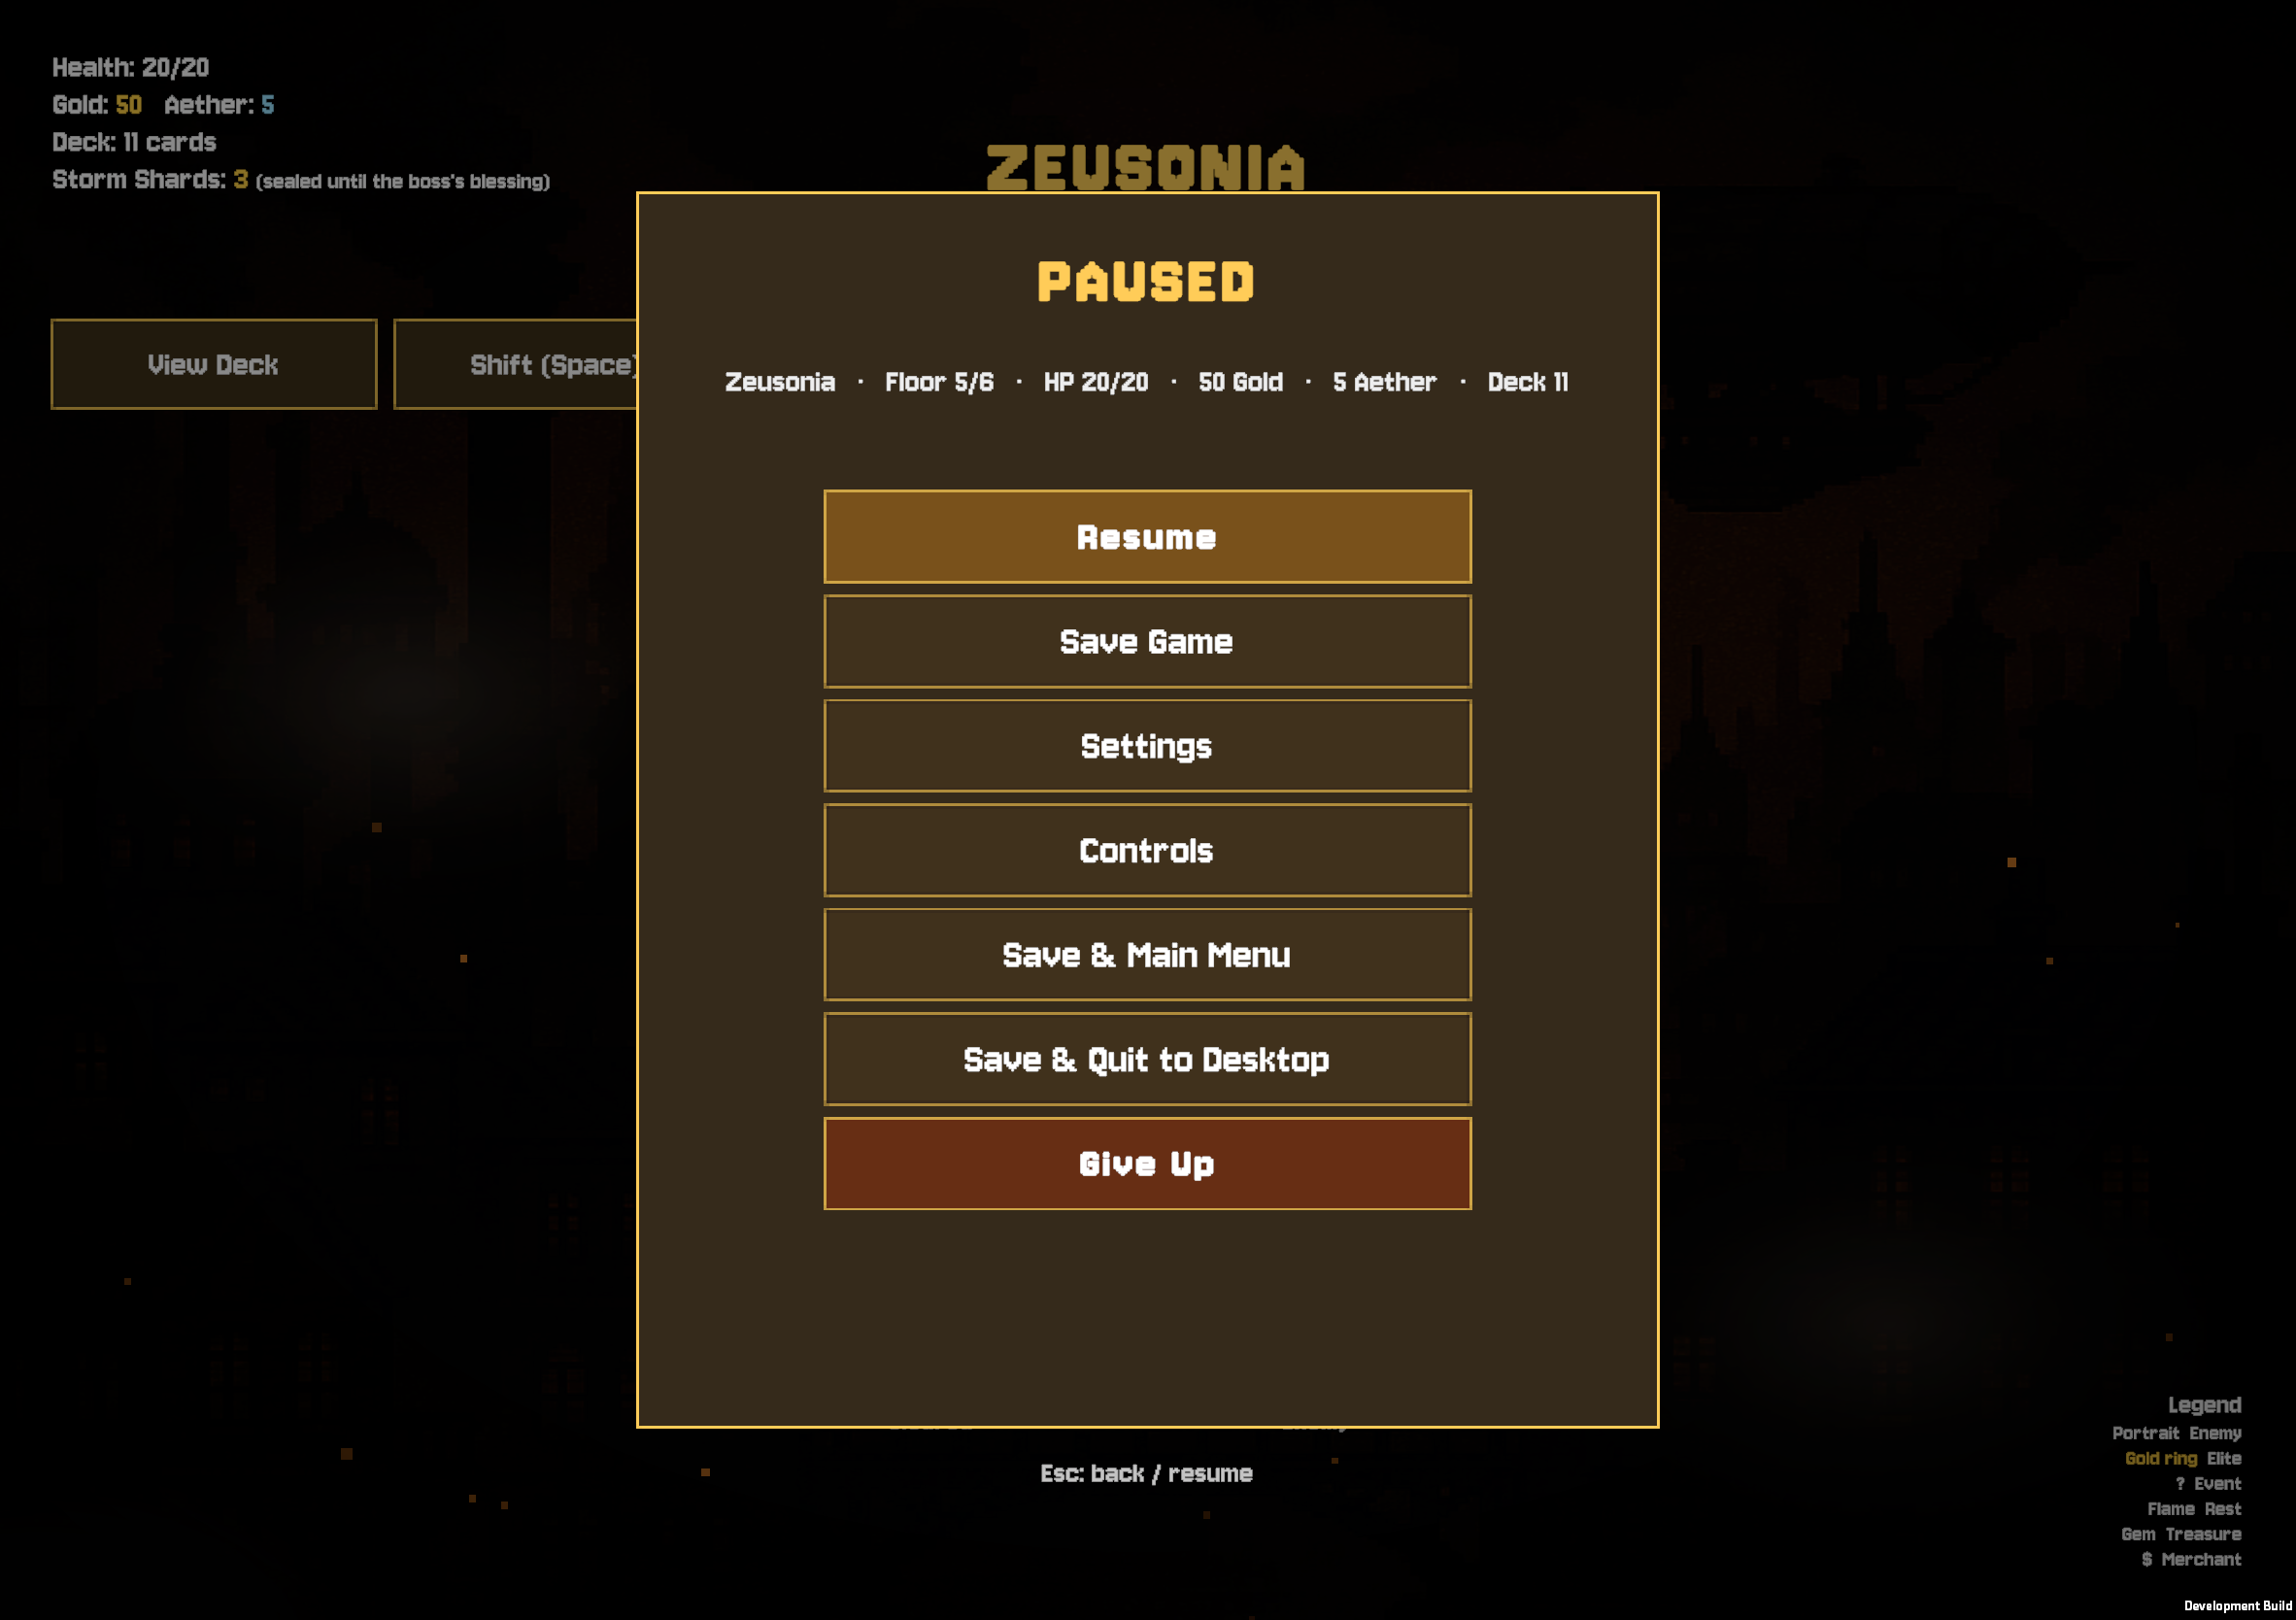 Health: 20/20
Gold: 50 Aether: 5
Deck: 11 cards
Storm Shards: 3 (sealed until the boss's blessing)
ZEUSONIA
View Deck
Shift (Space)
PAUSED
Zeusonia · Floor 5/6 · HP 20/20 · 50 Gold · 5 Aether · Deck 11
Resume
Save Game
Settings
Controls
Save & Main Menu
Save & Quit to Desktop
Give Up
Esc: back / resume
Legend
Portrait Enemy
Gold ring Elite
? Event
Flame Rest
Gem Treasure
$ Merchant
Development Build